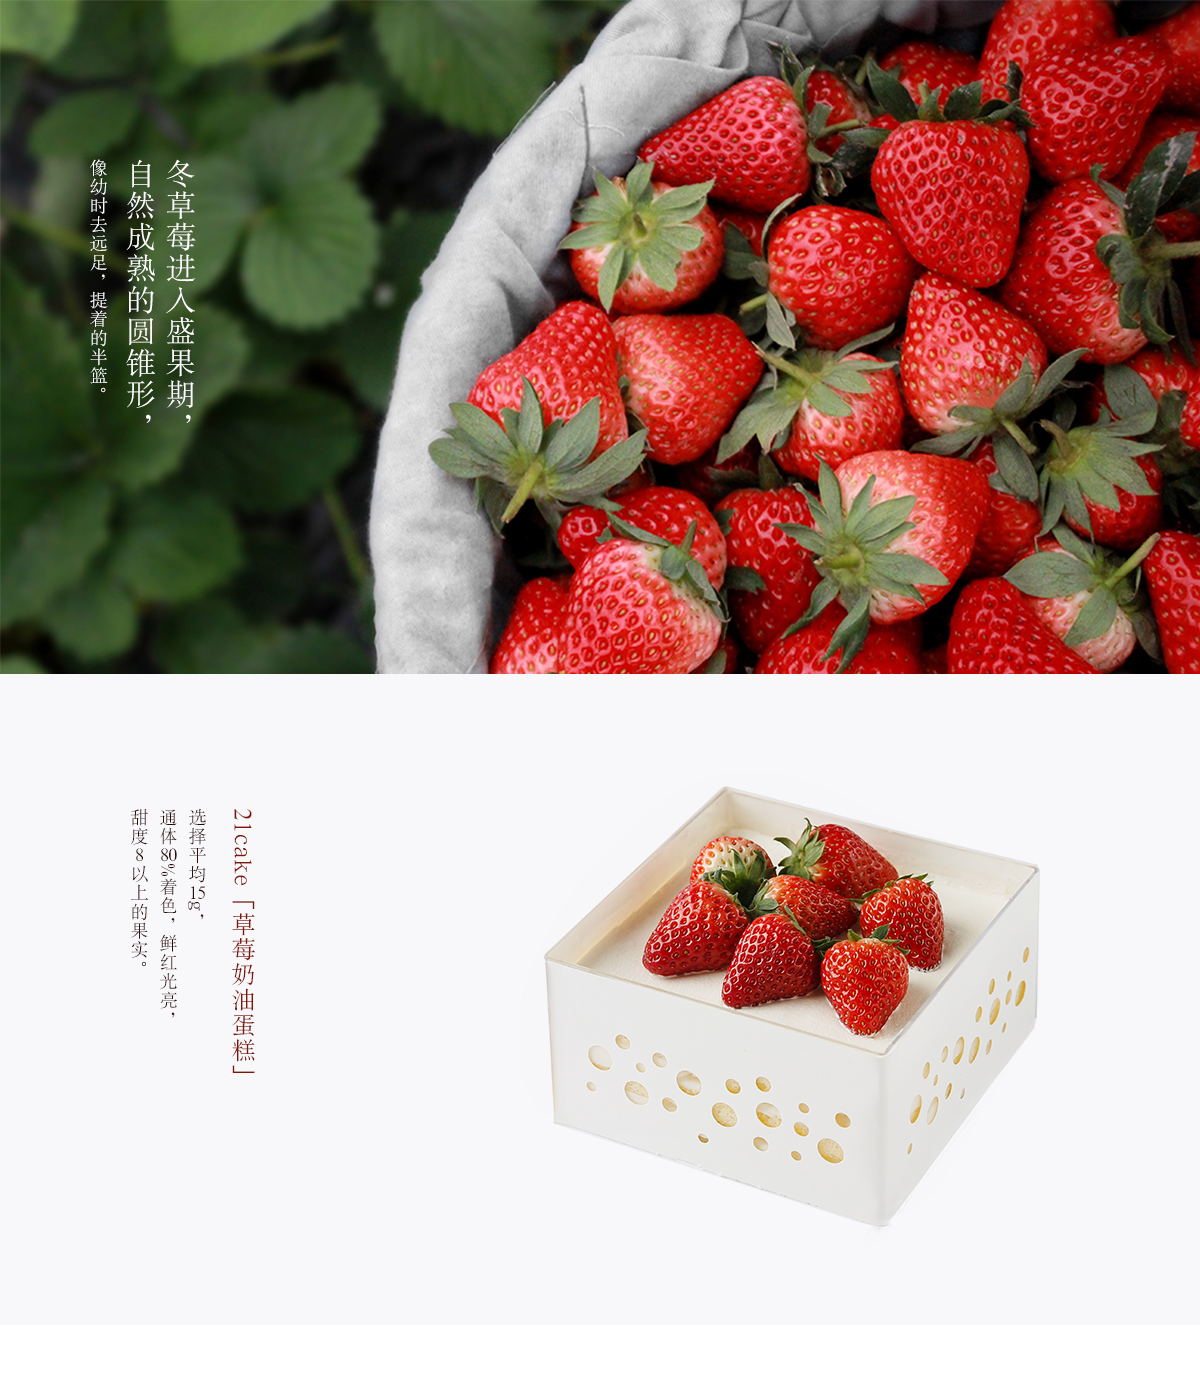 冬草莓进入盛果期，
自然成熟的圆锥形，
像幼时去远足，提着的半篮。
21cake「草莓奶油蛋糕」
选择平均15g，
通体80%着色，鲜红光亮，
甜度8以上的果实。